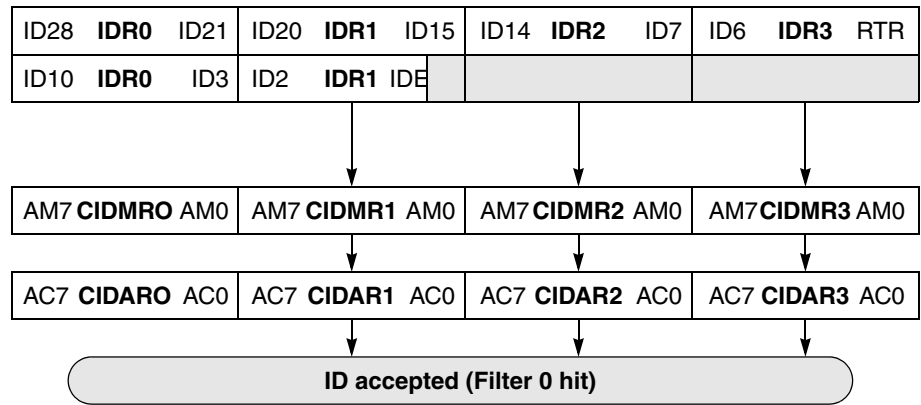 ID28 IDR0 ID21 ID20 IDR1 ID15 ID14 IDR2 ID7 ID6 IDR3 RTR
ID10 IDR0 ID3 ID2 IDR1 IDE
AM7 CIDMRO AM0 AM7 CIDMR1 AM0 AM7 CIDMR2 AM0 AM7 CIDMR3 AM0
AC7 CIDARO AC0 AC7 CIDAR1 AC0 AC7 CIDAR2 AC0 AC7 CIDAR3 AC0
ID accepted (Filter 0 hit)